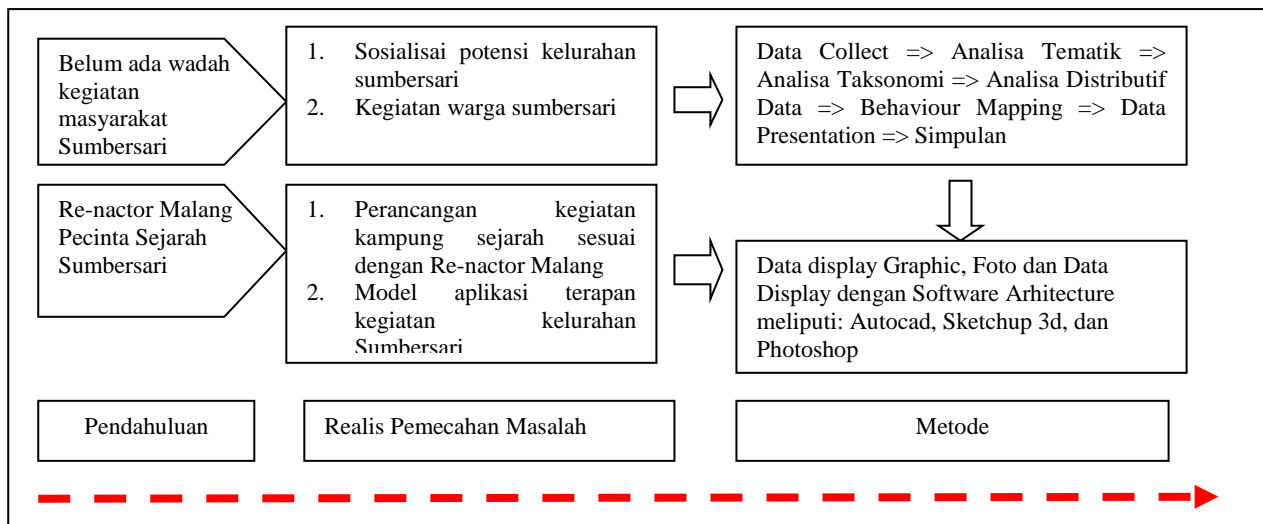 Belum ada wadah
kegiatan
masyarakat
Sumbersari
1. Sosialisai potensi kelurahan
sumbersari
2. Kegiatan warga sumbersari
Data Collect => Analisa Tematik =>
Analisa Taksonomi => Analisa Distributif
Data => Behaviour Mapping => Data
Presentation => Simpulan
Re-nactor Malang
Pecinta Sejarah
Sumbersari
1. Perancangan kegiatan
kampung sejarah sesuai
dengan Re-nactor Malang
2. Model aplikasi terapan
kegiatan kelurahan
Sumbersari
Data display Graphic, Foto dan Data
Display dengan Software Arhitecture
meliputi: Autocad, Sketchup 3d, dan
Photoshop
Pendahuluan
Realis Pemecahan Masalah
Metode